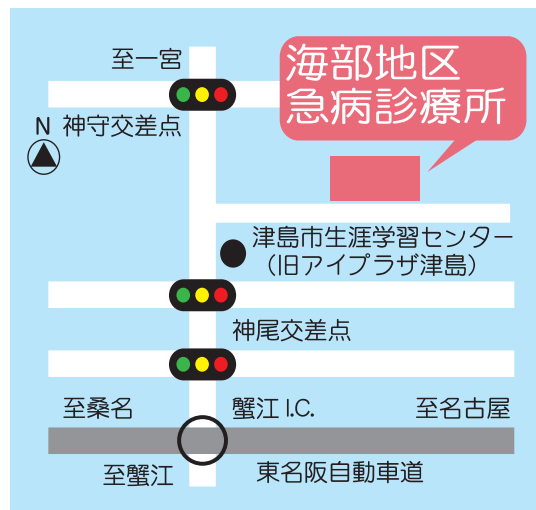 至一宮
海部地区
急病診療所
N
神守交差点
津島市生涯学習センター
（旧アイプラザ津島）
神尾交差点
至桑名
蟹江 I.C.
至名古屋
至蟹江
東名阪自動車道